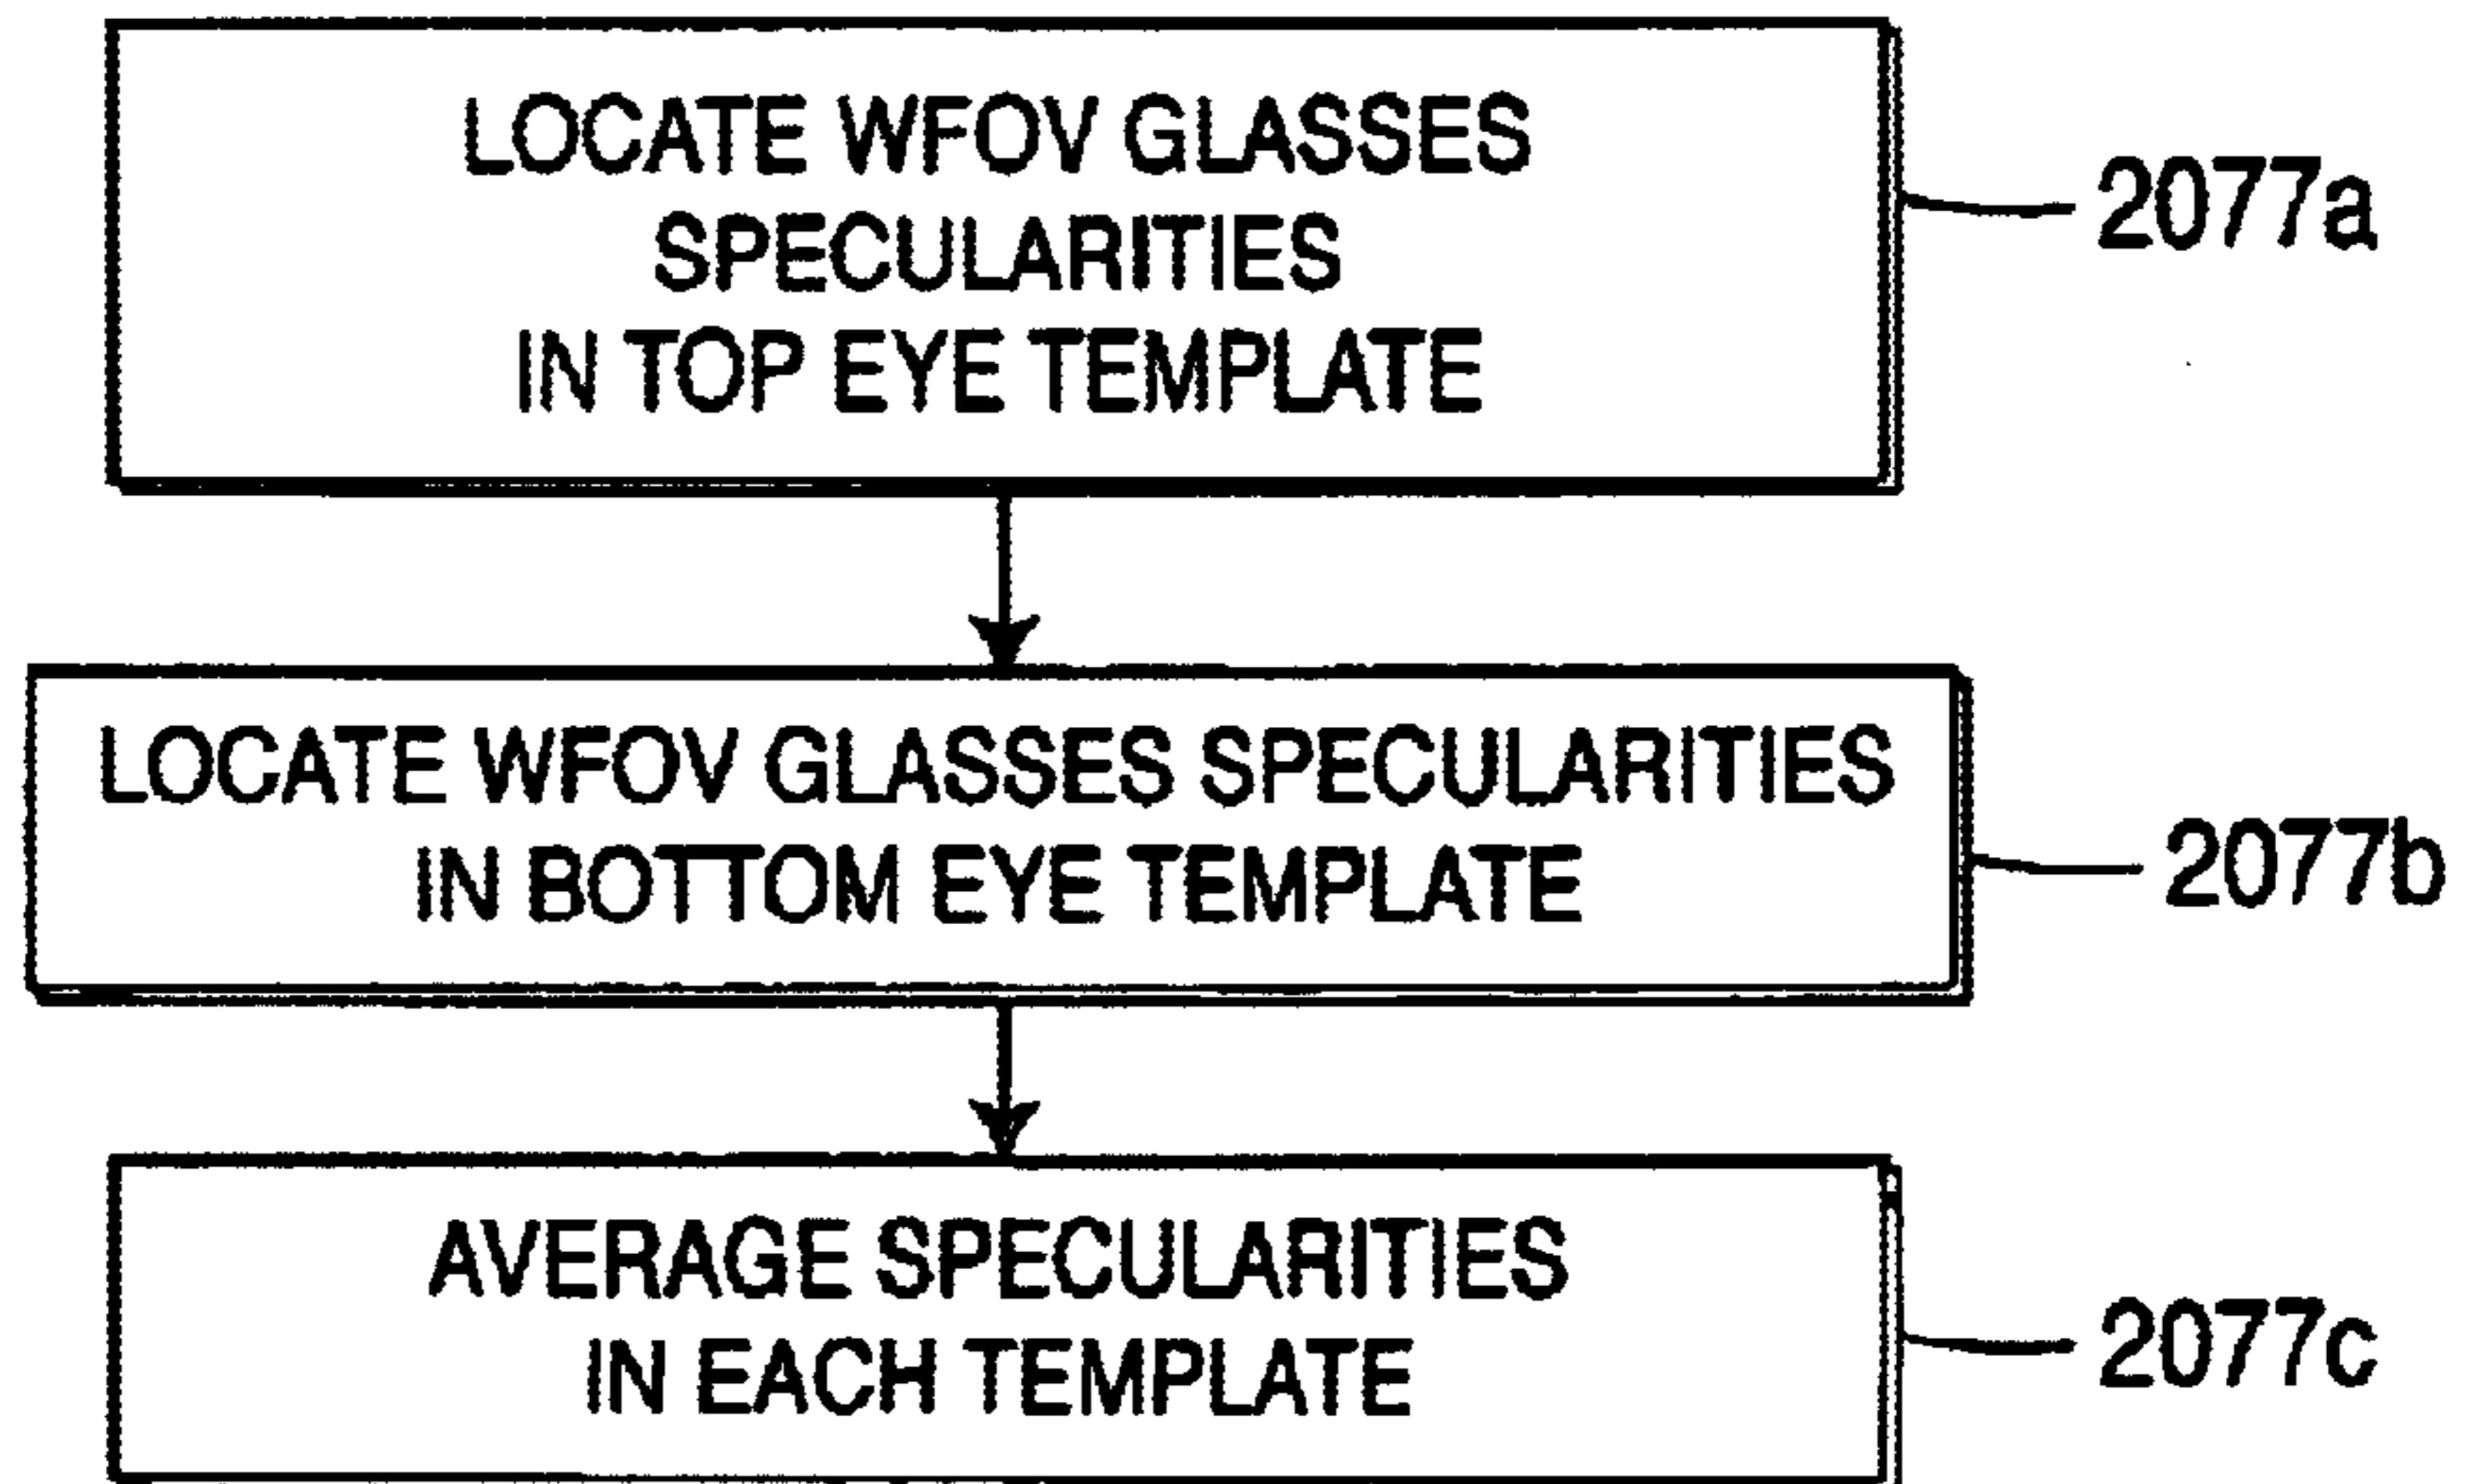 LOCATE WFOV GLASSES
SPECULARITIES
IN TOP EYE TEMPLATE
2077a
LOCATE WFOV GLASSES SPECULARITIES
IN BOTTOM EYE TEMPLATE
2077b
AVERAGE SPECULARITIES
IN EACH TEMPLATE
2077c